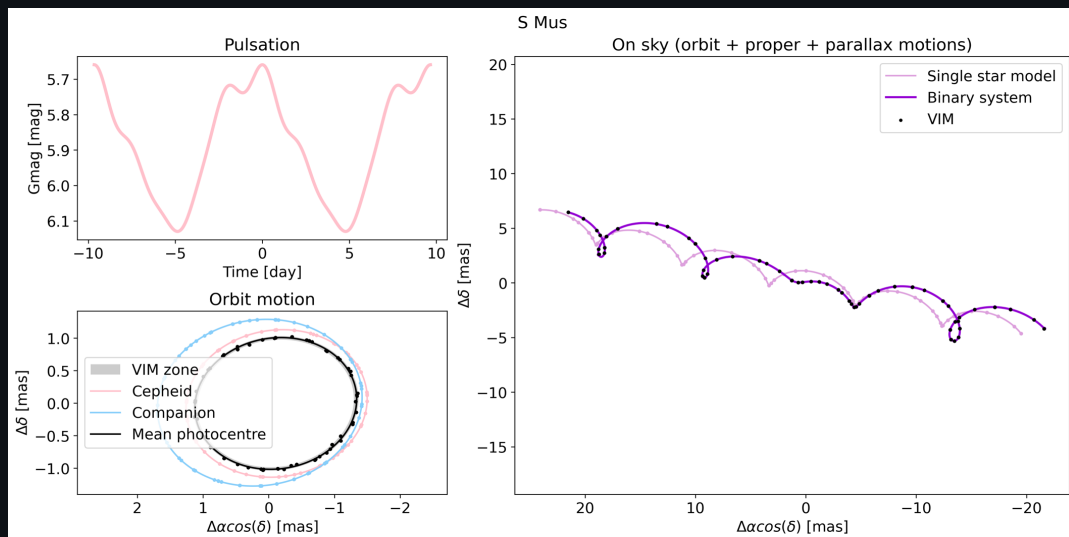 S Mus
Pulsation
Gmag [mag]
5.7
5.8
5.9
6.0
6.1
−10
−5
0
5
10
Time [day]
Orbit motion
Δδ [mas]
1.0
0.5
0.0
−0.5
−1.0
VIM zone
Cepheid
Companion
Mean photocentre
2
1
0
−1
−2
Δαcos(δ) [mas]
On sky (orbit + proper + parallax motions)
Δδ [mas]
20
15
10
5
0
−5
−10
−15
Single star model
Binary system
VIM
20
10
0
−10
−20
Δαcos(δ) [mas]